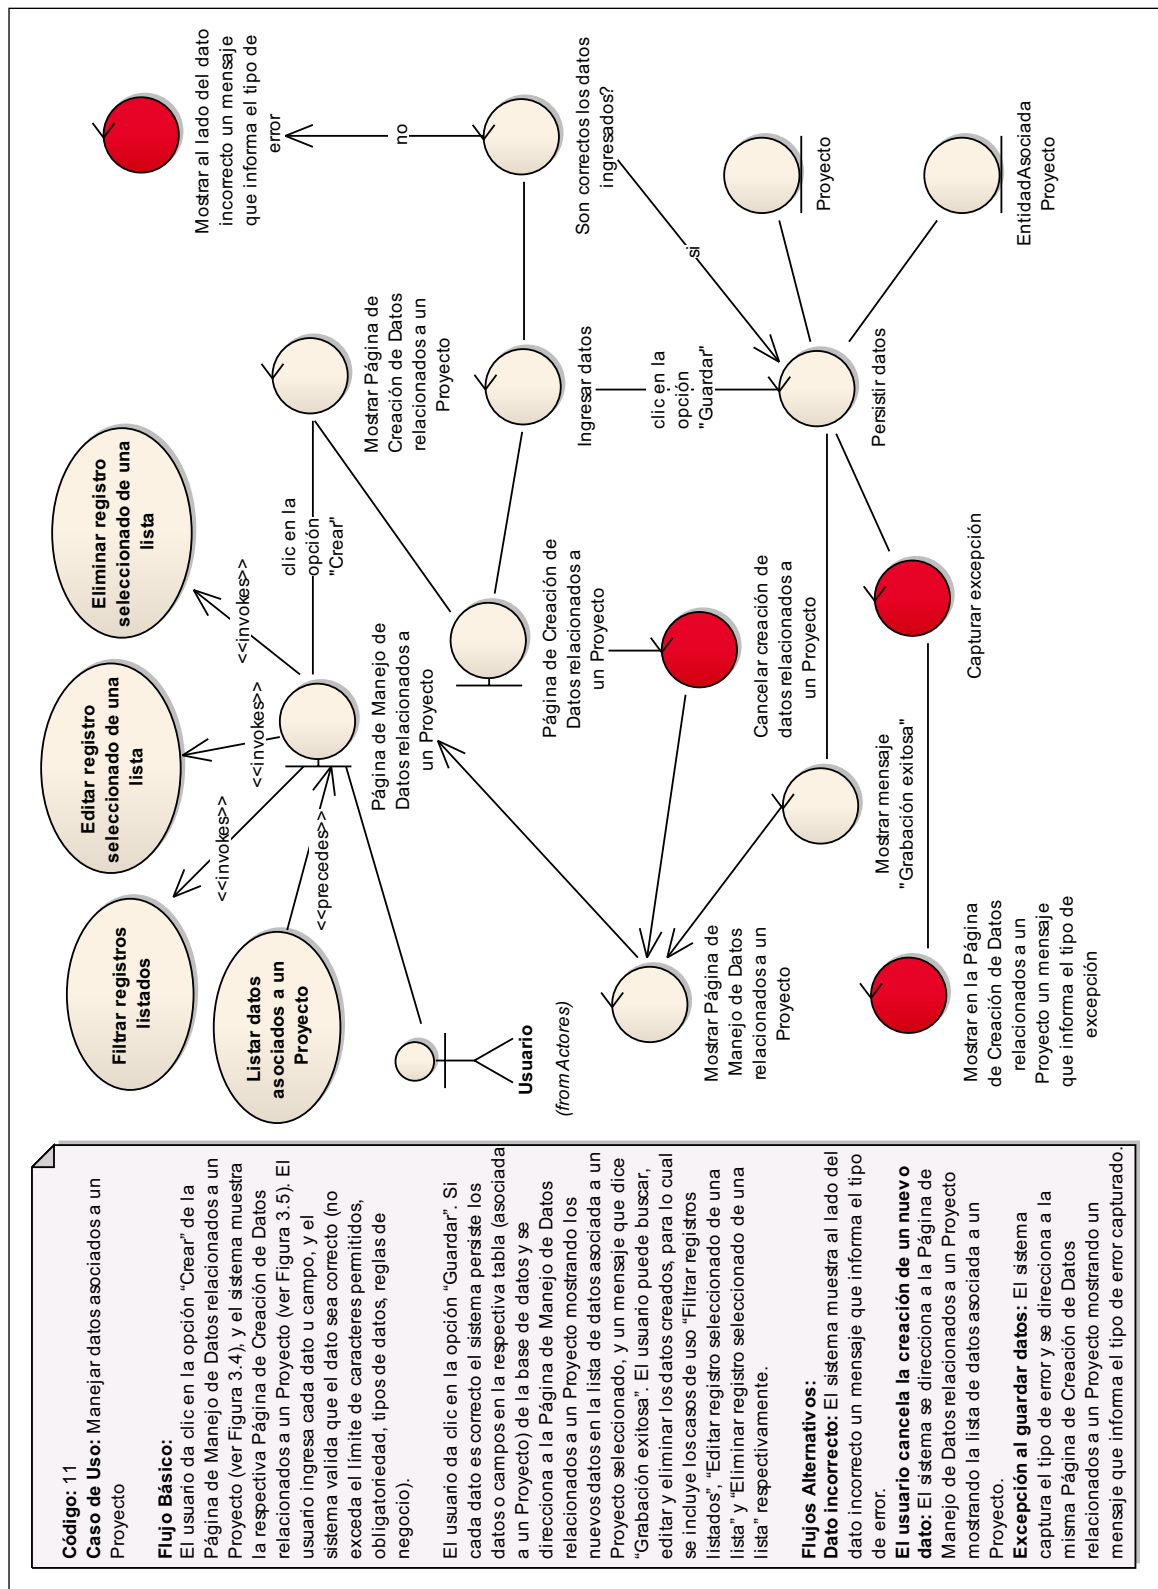 Código: 11
Caso de Uso: Manejar datos asociados a un
Proyecto
Flujo Básico:
El usuario da clic en la opción “Crear” de la
Página de Manejo de Datos relacionados a un
Proyecto (ver Figura 3.4), y el sistema muestra
la respectiva Página de Creación de Datos
relacionados a un Proyecto (ver Figura 3.5). El
usuario ingresa cada dato u campo, y el
sistema valida que el dato sea correcto (no
exceda el limite de caracteres permitidos,
obligatoriedad, tipos de datos, reglas de
negocio).
El usuario da clic en la opción “Guardar”. Si
cada dato es correcto el sistema persiste los
datos o campos en la respectiva tabla (asociada
a un Proyecto) de la base de datos y se
direcciona a la Página de Manejo de Datos
relacionados a un Proyecto mostrando los
nuevos datos en la lista de datos asociada a un
Proyecto seleccionado, y un mensaje que dice
“Grabación exitosa”. El usuario puede buscar,
editar y eliminar los datos creados, para lo cual
se incluye los casos de uso “Filtrar registros
listados”, “Editar registro seleccionado de una
lista” y “Eliminar registro seleccionado de una
lista” respectivamente.
Flujos Alternativos:
Dato incorrecto: El sistema muestra al lado del
dato incorrecto un mensaje que informa el tipo
de error.
El usuario cancela la creación de un nuevo
dato: El sistema se direcciona a la Página de
Manejo de Datos relacionados a un Proyecto
mostrando la lista de datos asociada a un
Proyecto.
Excepción al guardar datos: El sistema
captura el tipo de error y se direcciona a la
misma Página de Creación de Datos
relacionados a un Proyecto mostrando un
mensaje que informa el tipo de error capturado.
Filtrar registros
listados
Editar registro
seleccionado de una
lista
Eliminar registro
seleccionado de una
lista
Listar datos
asociados a un
Proyecto
<<invokes>>
<<invokes>>
<<invokes>>
<<precedes>>
clic en la
opción
"Crear"
Usuario
(from Actores)
Página de Manejo de
Datos relacionados a
un Proyecto
Mostrar Página de
Creación de Datos
relacionados a un
Proyecto
Mostrar al lado del dato
incorrecto un mensaje
que informa el tipo de
error
no
Página de Creación de
Datos relacionados a
un Proyecto
Ingresar datos
Son correctos los datos
ingresados?
clic en la
opción
"Guardar"
si
Mostrar Página de
Manejo de Datos
relacionados a un
Proyecto
Cancelar creación de
datos relacionados a
un Proyecto
Persistir datos
Proyecto
EntidadAsociada
Proyecto
Mostrar mensaje
"Grabación exitosa"
Capturar excepción
Mostrar en la Página
de Creación de Datos
relacionados a un
Proyecto un mensaje
que informa el tipo de
excepción